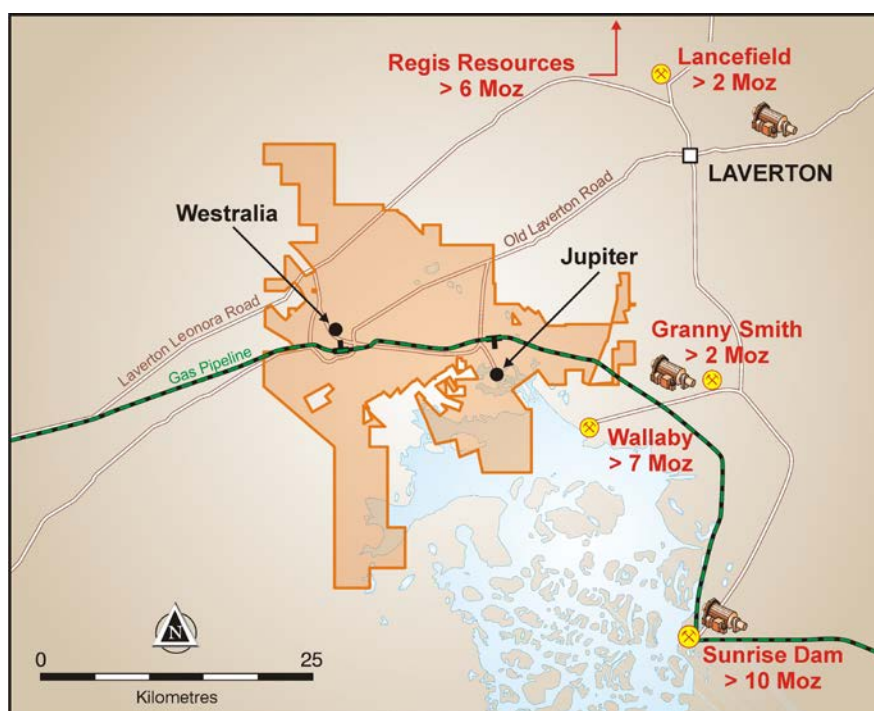 Regis Resources
> 6 Moz
Lancefield
> 2 Moz
LAVERTON
Westralia
Old Laverton Road
Jupiter
Laverton Leonora Road
Gas Pipeline
Granny Smith
> 2 Moz
Wallaby
> 7 Moz
N
0
25
Kilometres
Sunrise Dam
> 10 Moz